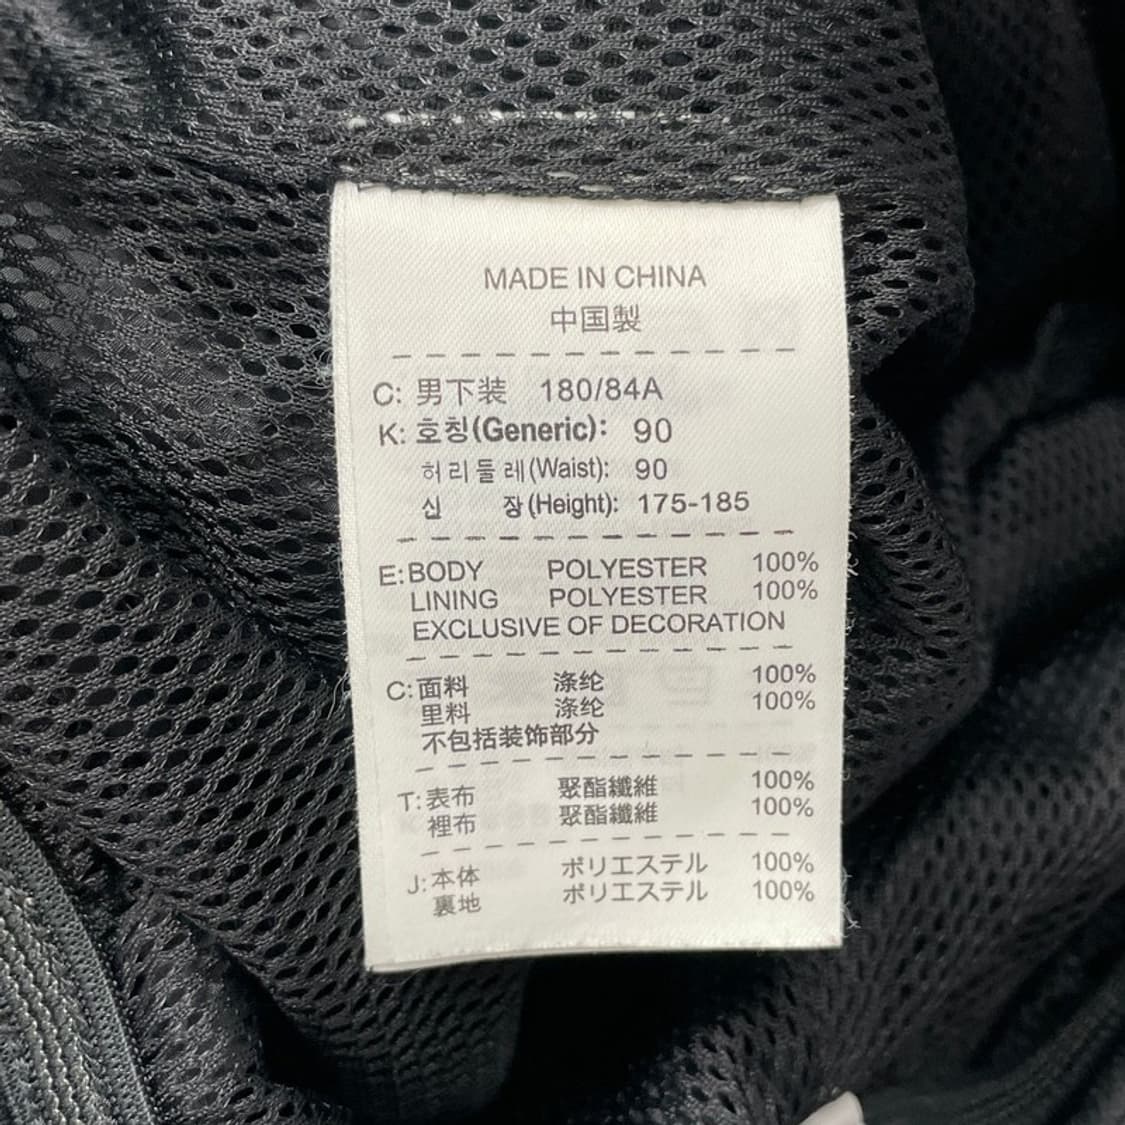 MADE IN CHINA
中国製
C: 男下装 180/84A
K: 호칭(Generic): 90
허리둘레(Waist): 90
신 장(Height): 175-185
E: BODY POLYESTER 100%
LINING POLYESTER 100%
EXCLUSIVE OF DECORATION
C: 面料 涤纶 100%
里料 涤纶 100%
不包括装饰部分
T: 表布 聚酯纖維 100%
裡布 聚酯纖維 100%
J: 本体 ポリエステル 100%
裏地 ポリエステル 100%